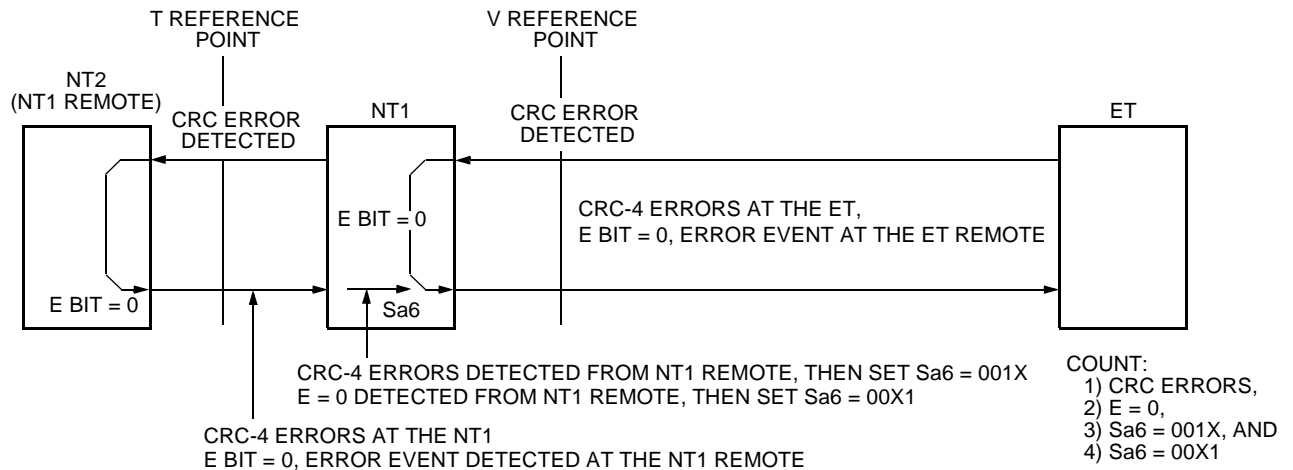 T REFERENCE
POINT
V REFERENCE
POINT
NT2
(NT1 REMOTE)
CRC ERROR
DETECTED
NT1
CRC ERROR
DETECTED
ET
E BIT = 0
CRC-4 ERRORS AT THE ET,
E BIT = 0, ERROR EVENT AT THE ET REMOTE
E BIT = 0
Sa6
CRC-4 ERRORS DETECTED FROM NT1 REMOTE, THEN SET Sa6 = 001X
E = 0 DETECTED FROM NT1 REMOTE, THEN SET Sa6 = 00X1
CRC-4 ERRORS AT THE NT1
E BIT = 0, ERROR EVENT DETECTED AT THE NT1 REMOTE
COUNT:
1) CRC ERRORS,
2) E = 0,
3) Sa6 = 001X, AND
4) Sa6 = 00X1